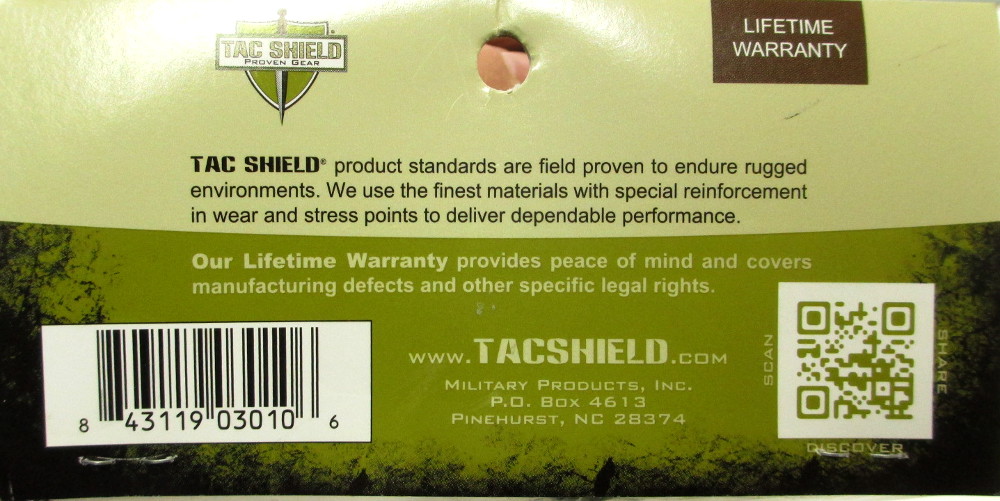 TAC SHIELD
PROVEN GEAR
LIFETIME
WARRANTY
TAC SHIELD® product standards are field proven to endure rugged
environments. We use the finest materials with special reinforcement
in wear and stress points to deliver dependable performance.
Our Lifetime Warranty provides peace of mind and covers
manufacturing defects and other specific legal rights.
www.TACSHIELD.com
Military Products, Inc.
P.O. Box 4613
Pinehurst, NC 28374
8 43119 03010 6
SCAN
SHARE
DISCOVER